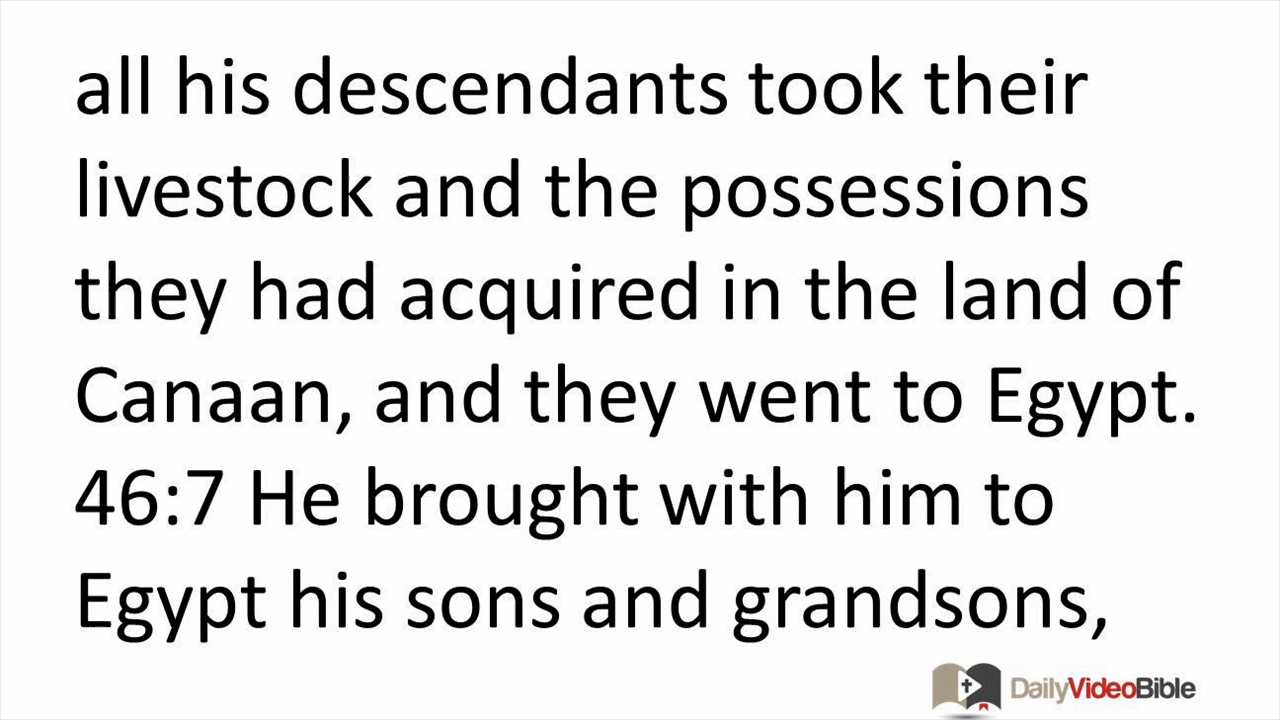 all his descendants took their
livestock and the possessions
they had acquired in the land of
Canaan, and they went to Egypt.
46:7 He brought with him to
Egypt his sons and grandsons,
DailyVideoBible